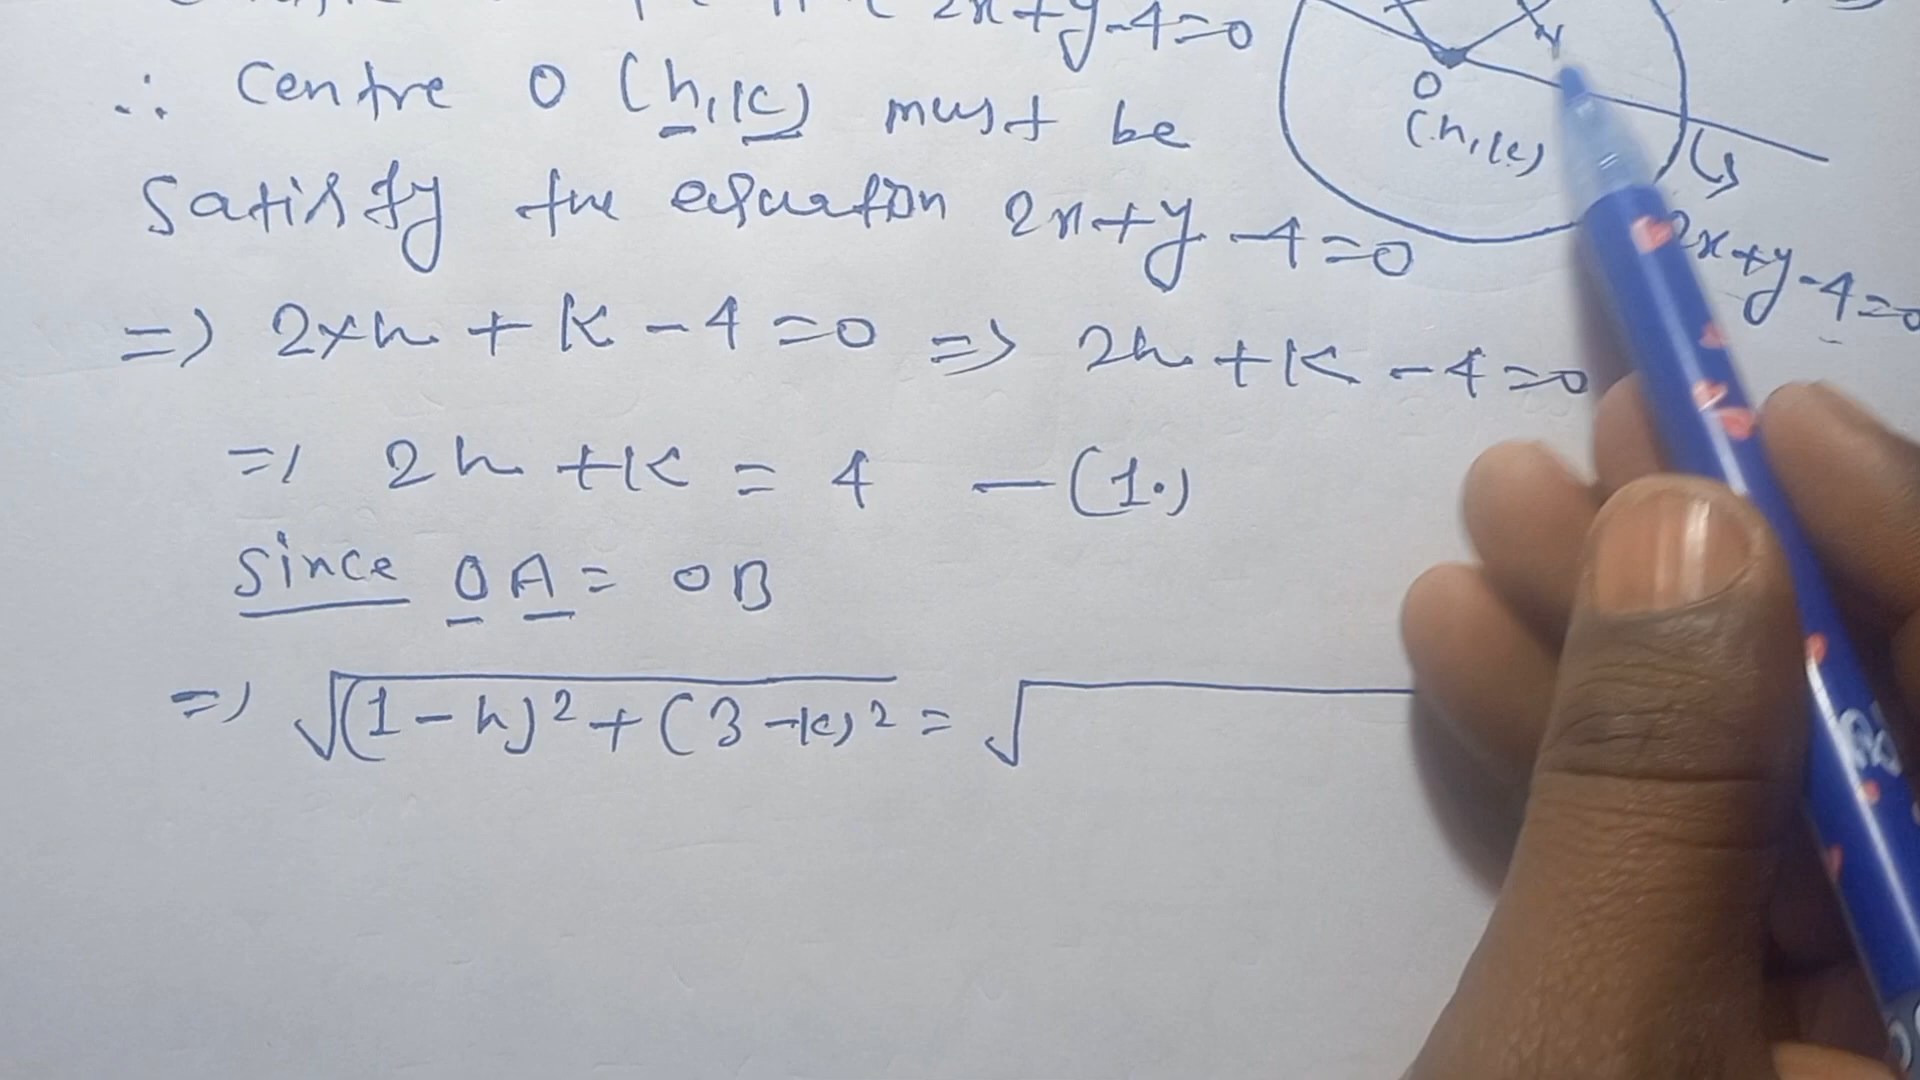 2x+y-4=0
∴ Centre O (h,k) must be
Satisfy the equation 2x+y-4=0
=> 2×h+k-4=0 => 2h+k-4=0
=> 2h+k=4 —(1.)
Since OA=OB
=> √(1-h)²+(3-k)² = √
O
(h,k)
2x+y-4=0